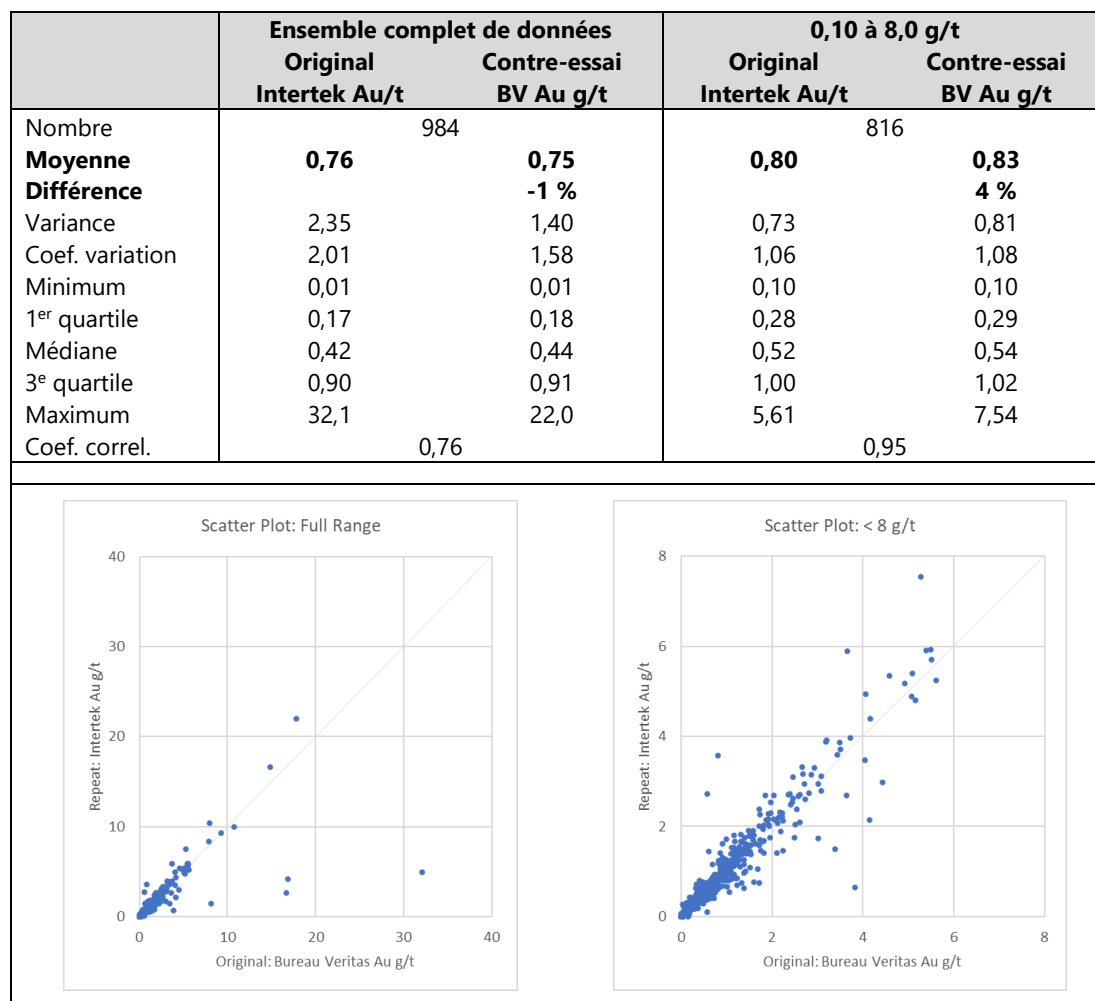 Ensemble complet de données 0,10 à 8,0 g/t
Original Contre-essai Original Contre-essai
Intertek Au/t BV Au g/t Intertek Au/t BV Au g/t
Nombre 984 816
Moyenne 0,76 0,75 0,80 0,83
Différence -1 % 4 %
Variance 2,35 1,40 0,73 0,81
Coef. variation 2,01 1,58 1,06 1,08
Minimum 0,01 0,01 0,10 0,10
1er quartile 0,17 0,18 0,28 0,29
Médiane 0,42 0,44 0,52 0,54
3e quartile 0,90 0,91 1,00 1,02
Maximum 32,1 22,0 5,61 7,54
Coef. correl. 0,76 0,95
Scatter Plot: Full Range
Repeat: Intertek Au g/t
40
30
20
10
0
0 10 20 30 40
Original: Bureau Veritas Au g/t
Scatter Plot: < 8 g/t
Repeat: Intertek Au g/t
8
6
4
2
0
0 2 4 6 8
Original: Bureau Veritas Au g/t